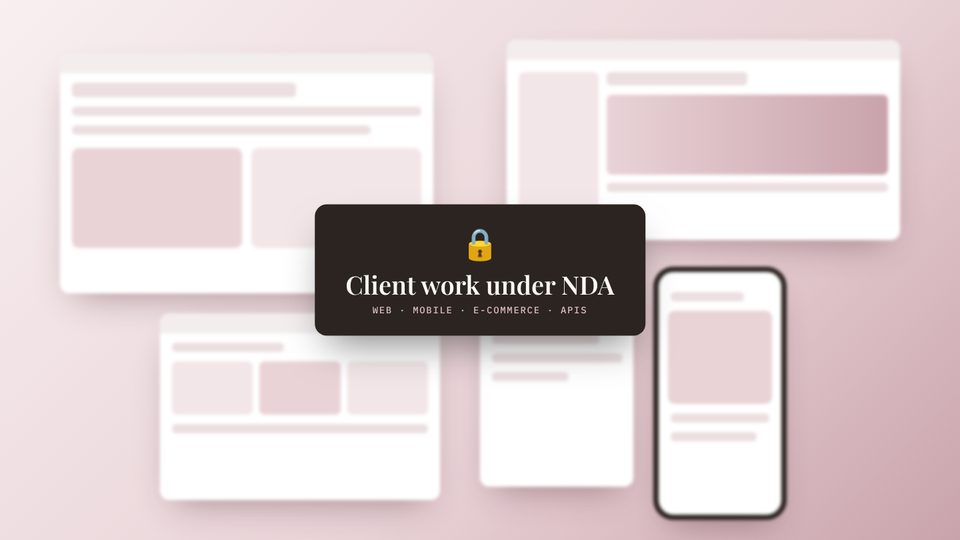 Client work under NDA
WEB · MOBILE · E-COMMERCE · APIS